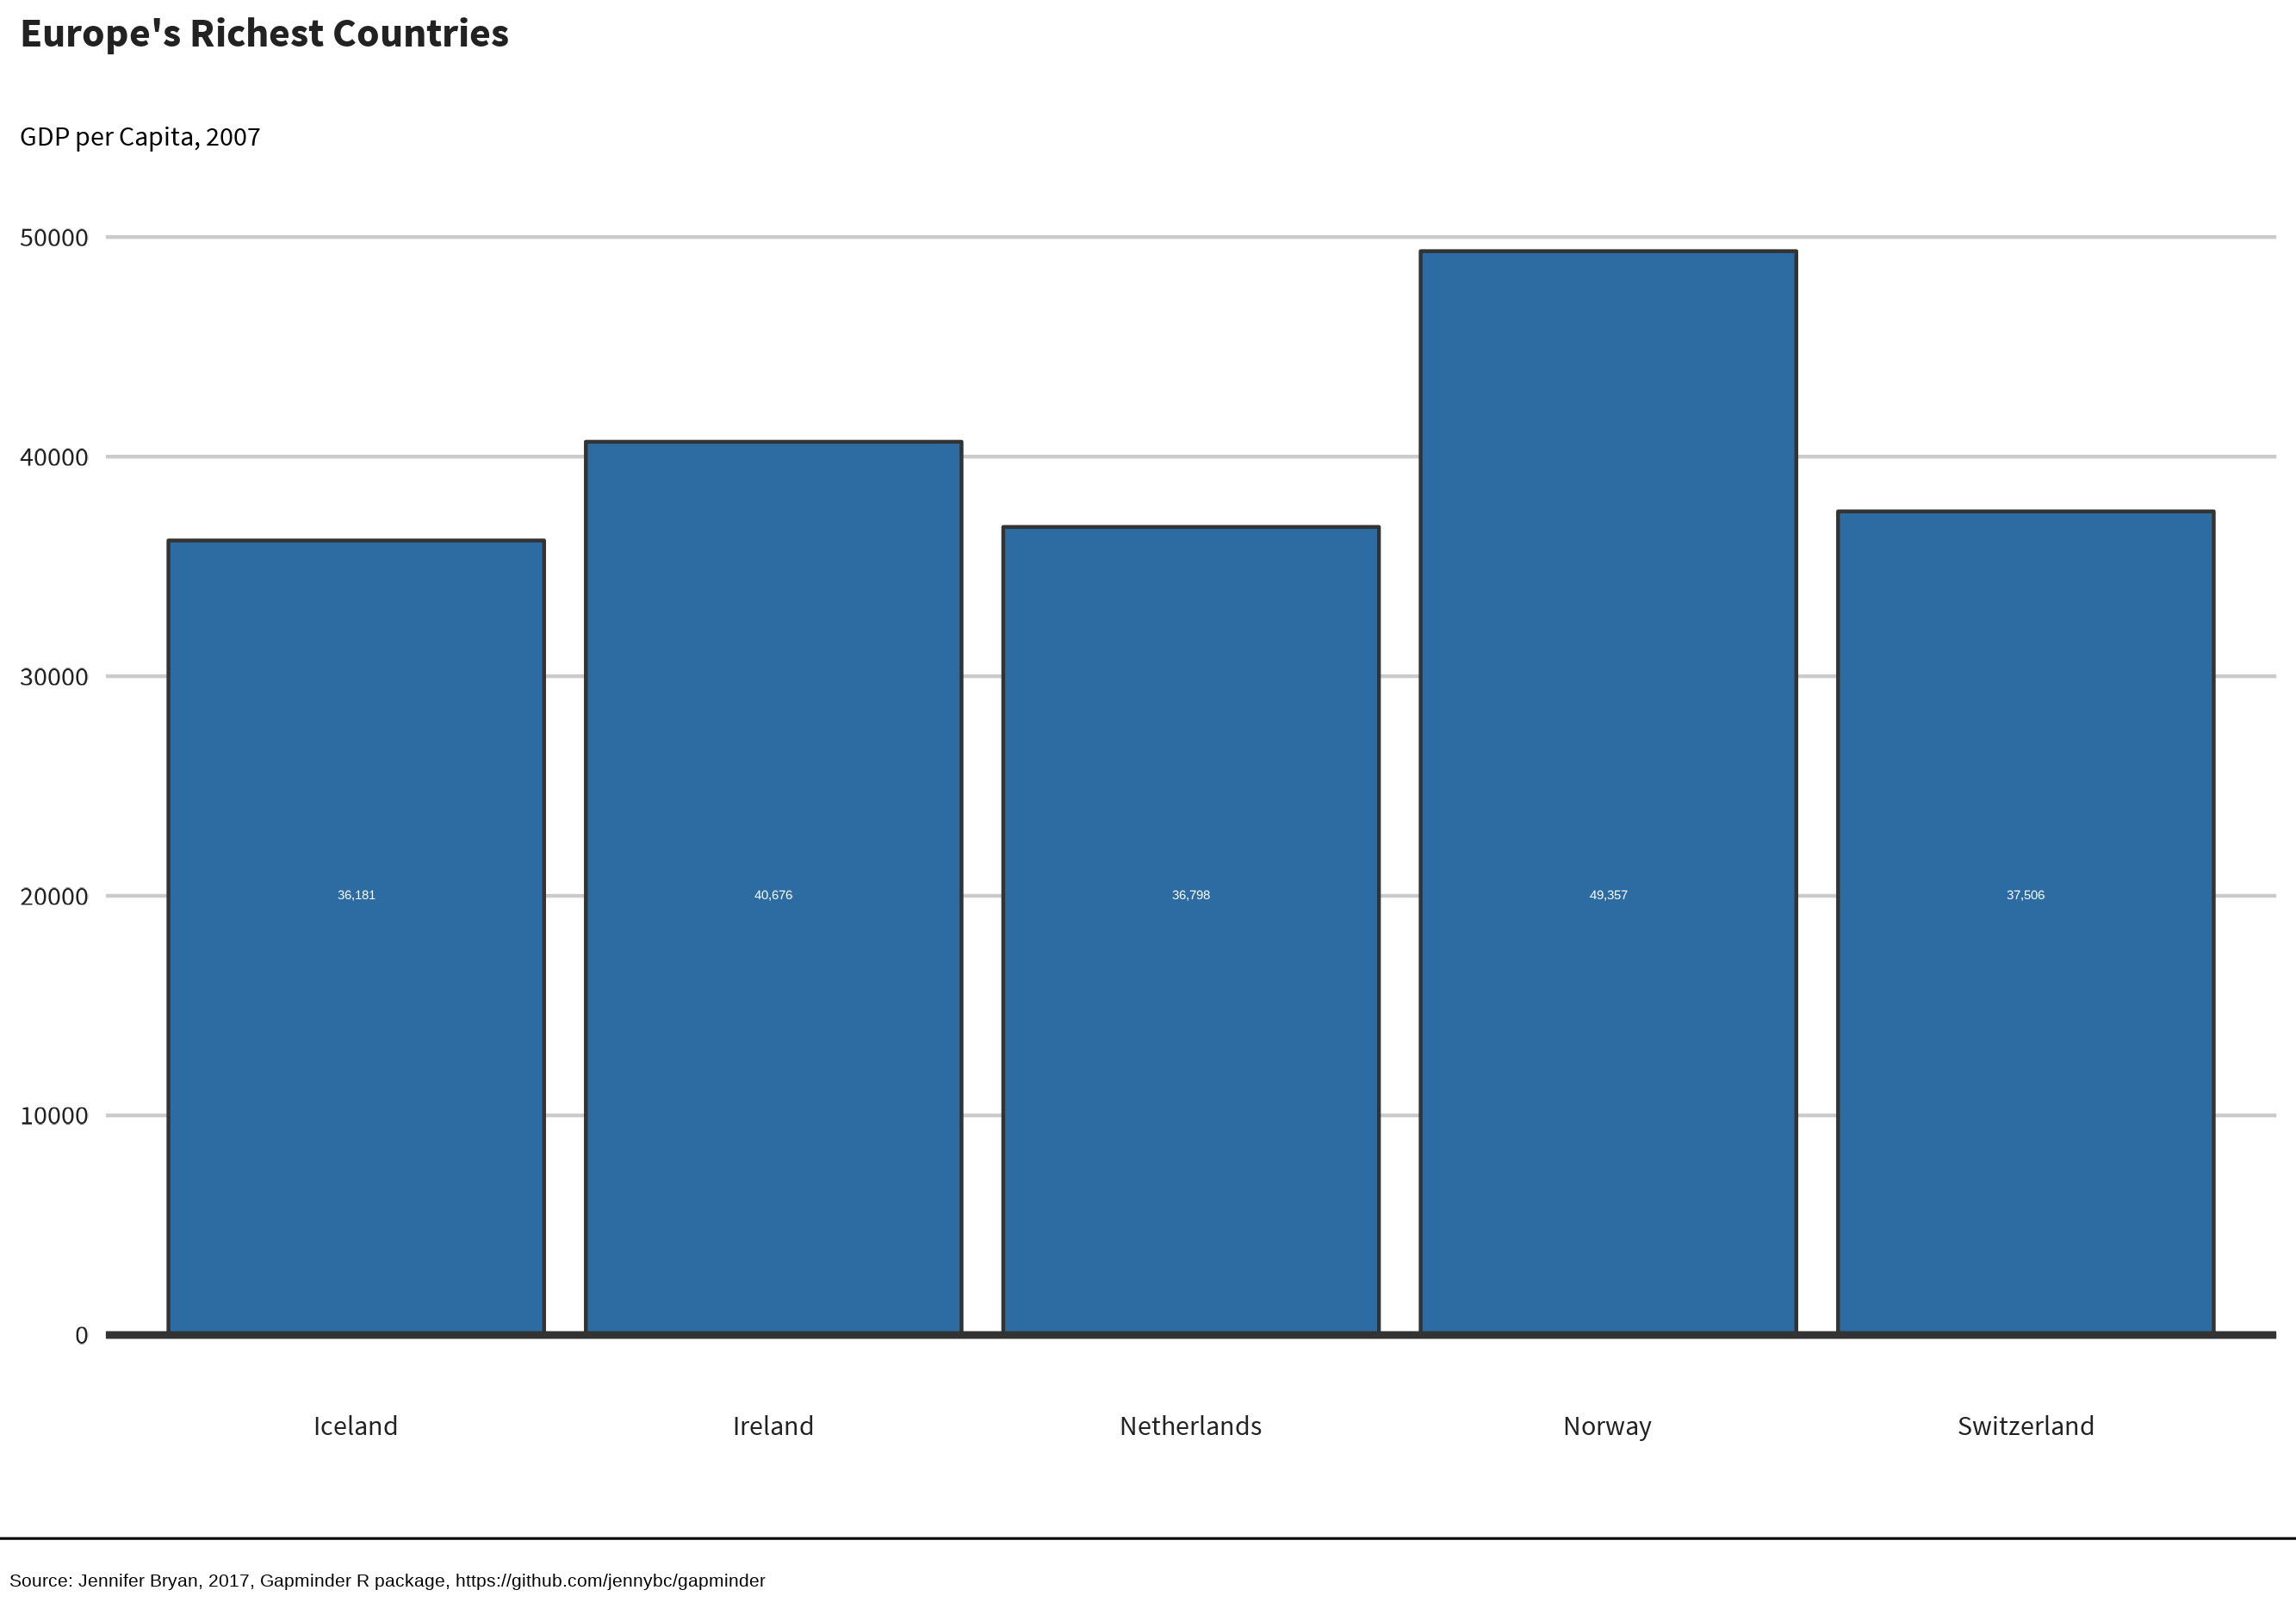 Europe's Richest Countries
GDP per Capita, 2007
50000
40000
30000
20000
10000
0
36,181
40,676
36,798
49,357
37,506
Iceland
Ireland
Netherlands
Norway
Switzerland
Source: Jennifer Bryan, 2017, Gapminder R package, https://github.com/jennybc/gapminder